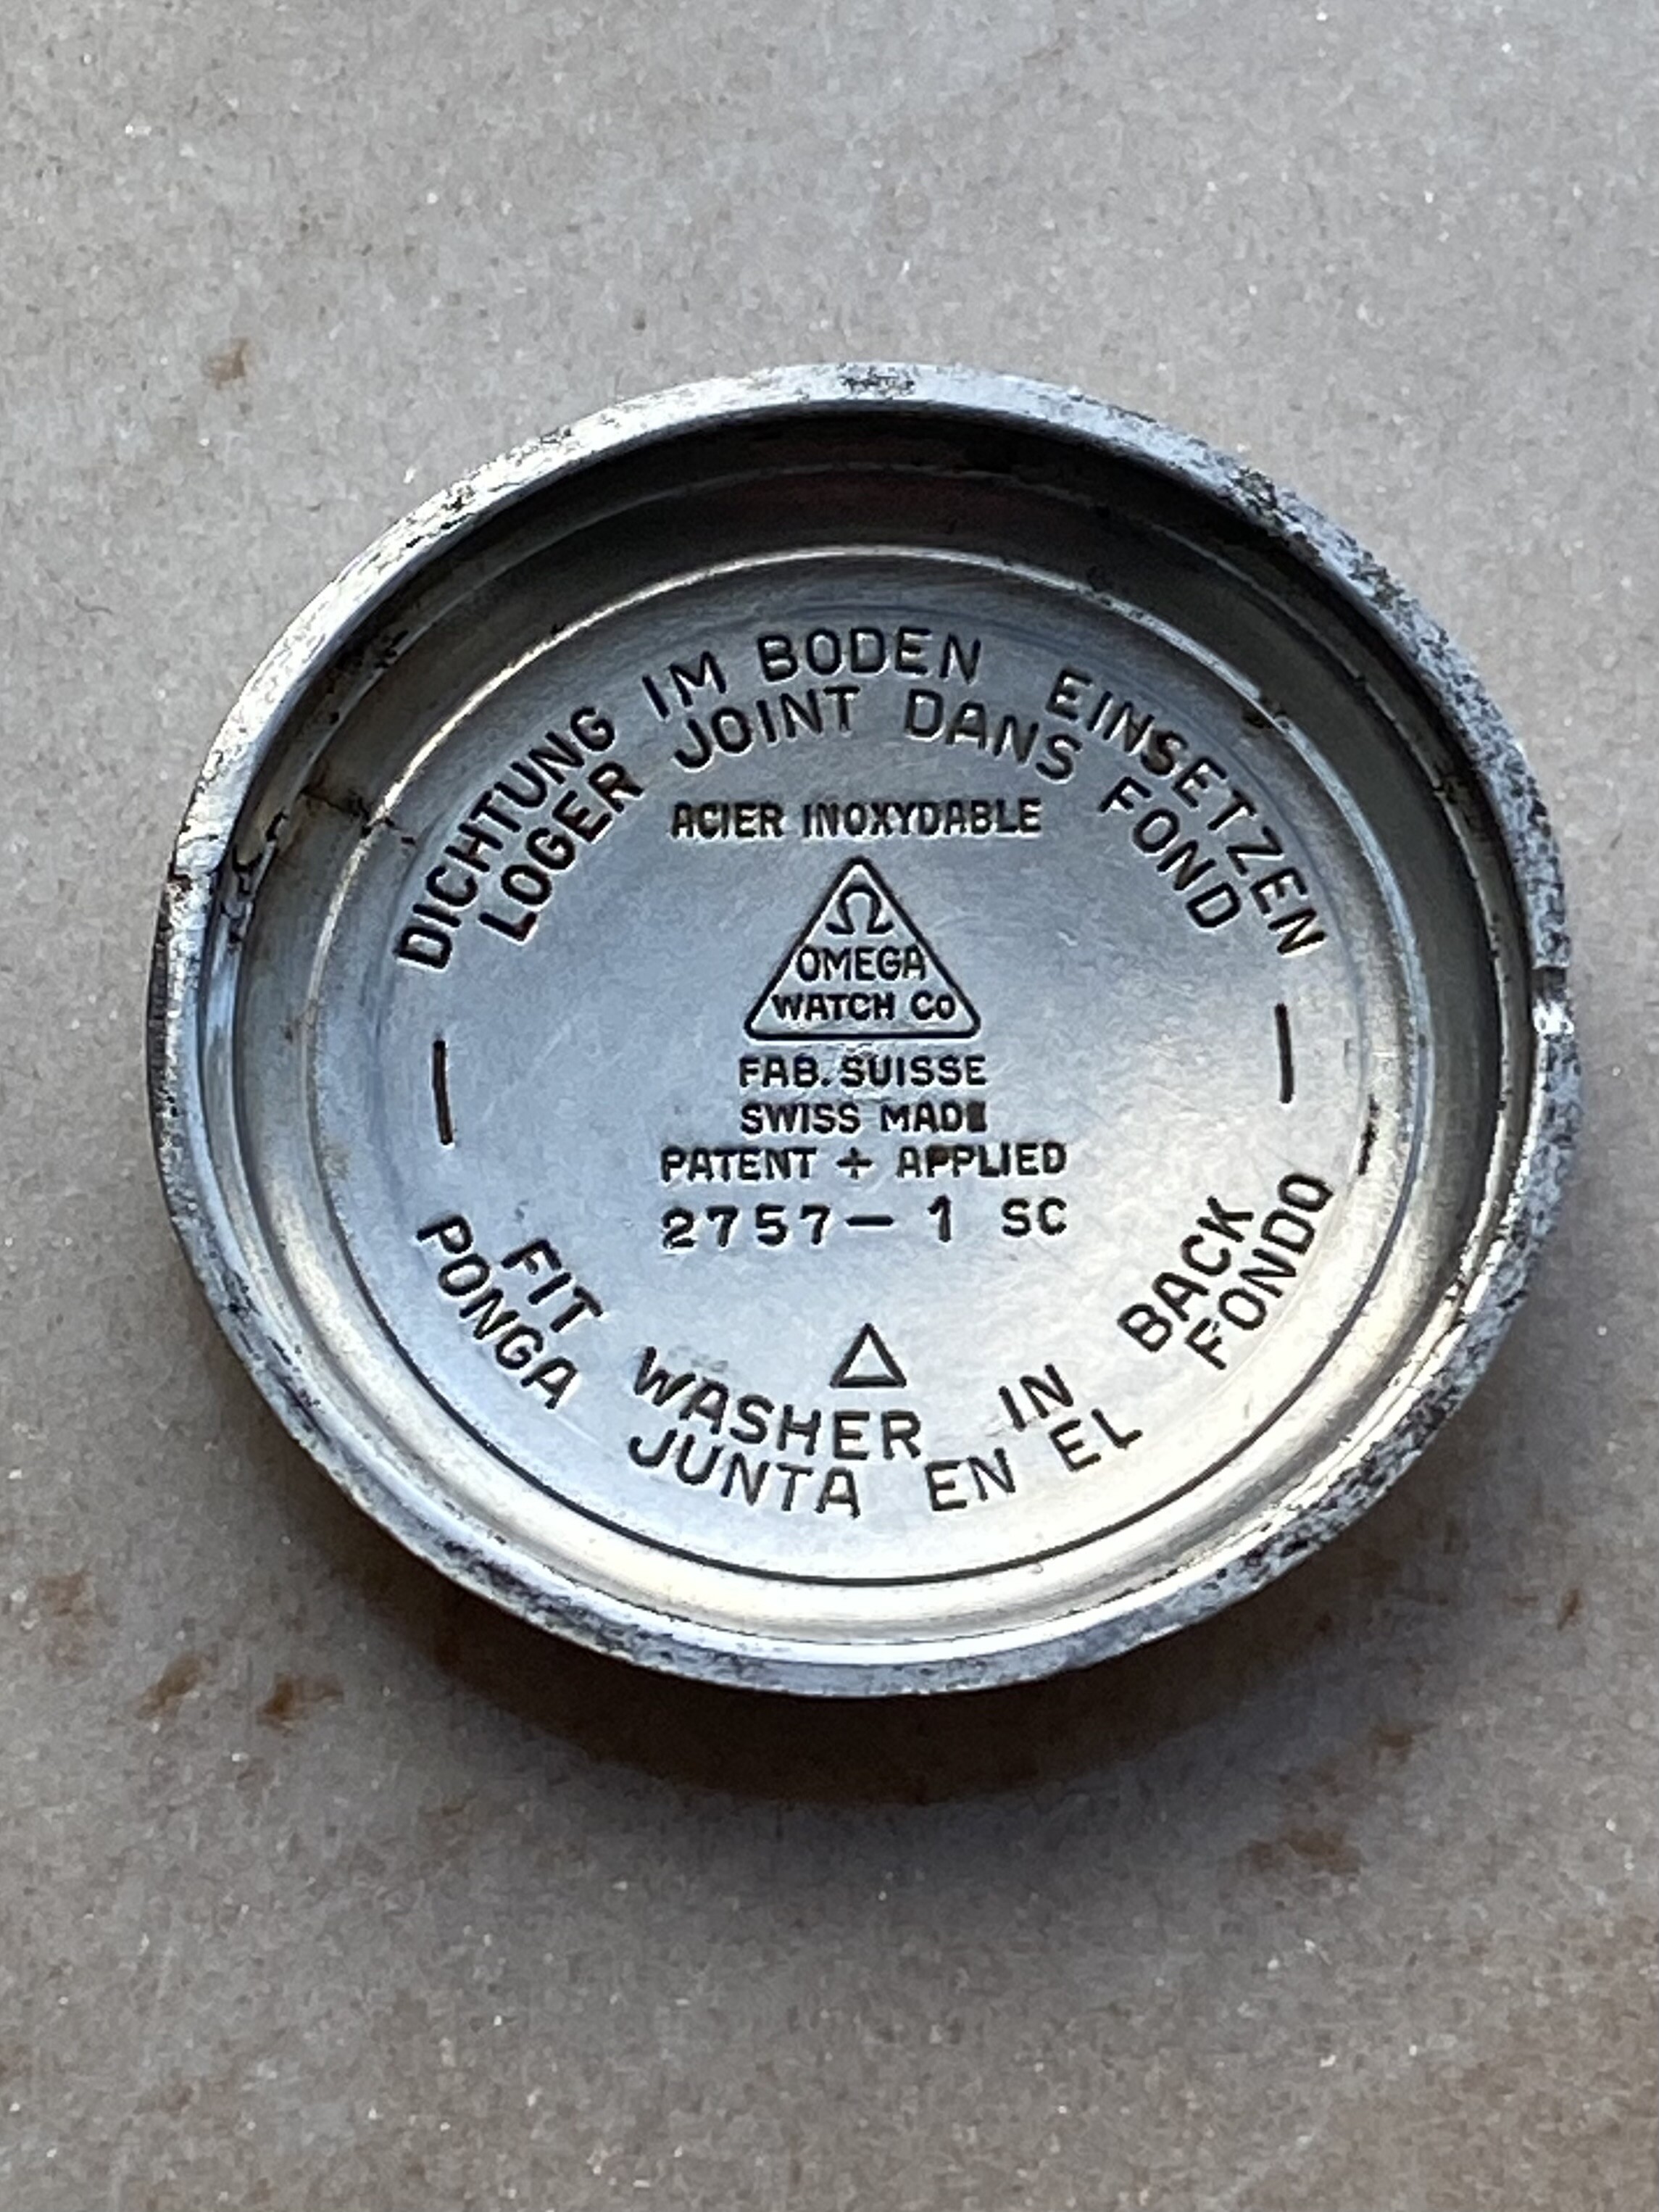 DICHTUNG IM BODEN EINSETZEN
LOGER JOINT DANS FOND
ACIER INOXYDABLE
Ω
OMEGA
WATCH Co
FAB. SUISSE
SWISS MADE
PATENT + APPLIED
2757-1 SC
FIT WASHER IN BACK
PONGA JUNTA EN EL FONDO